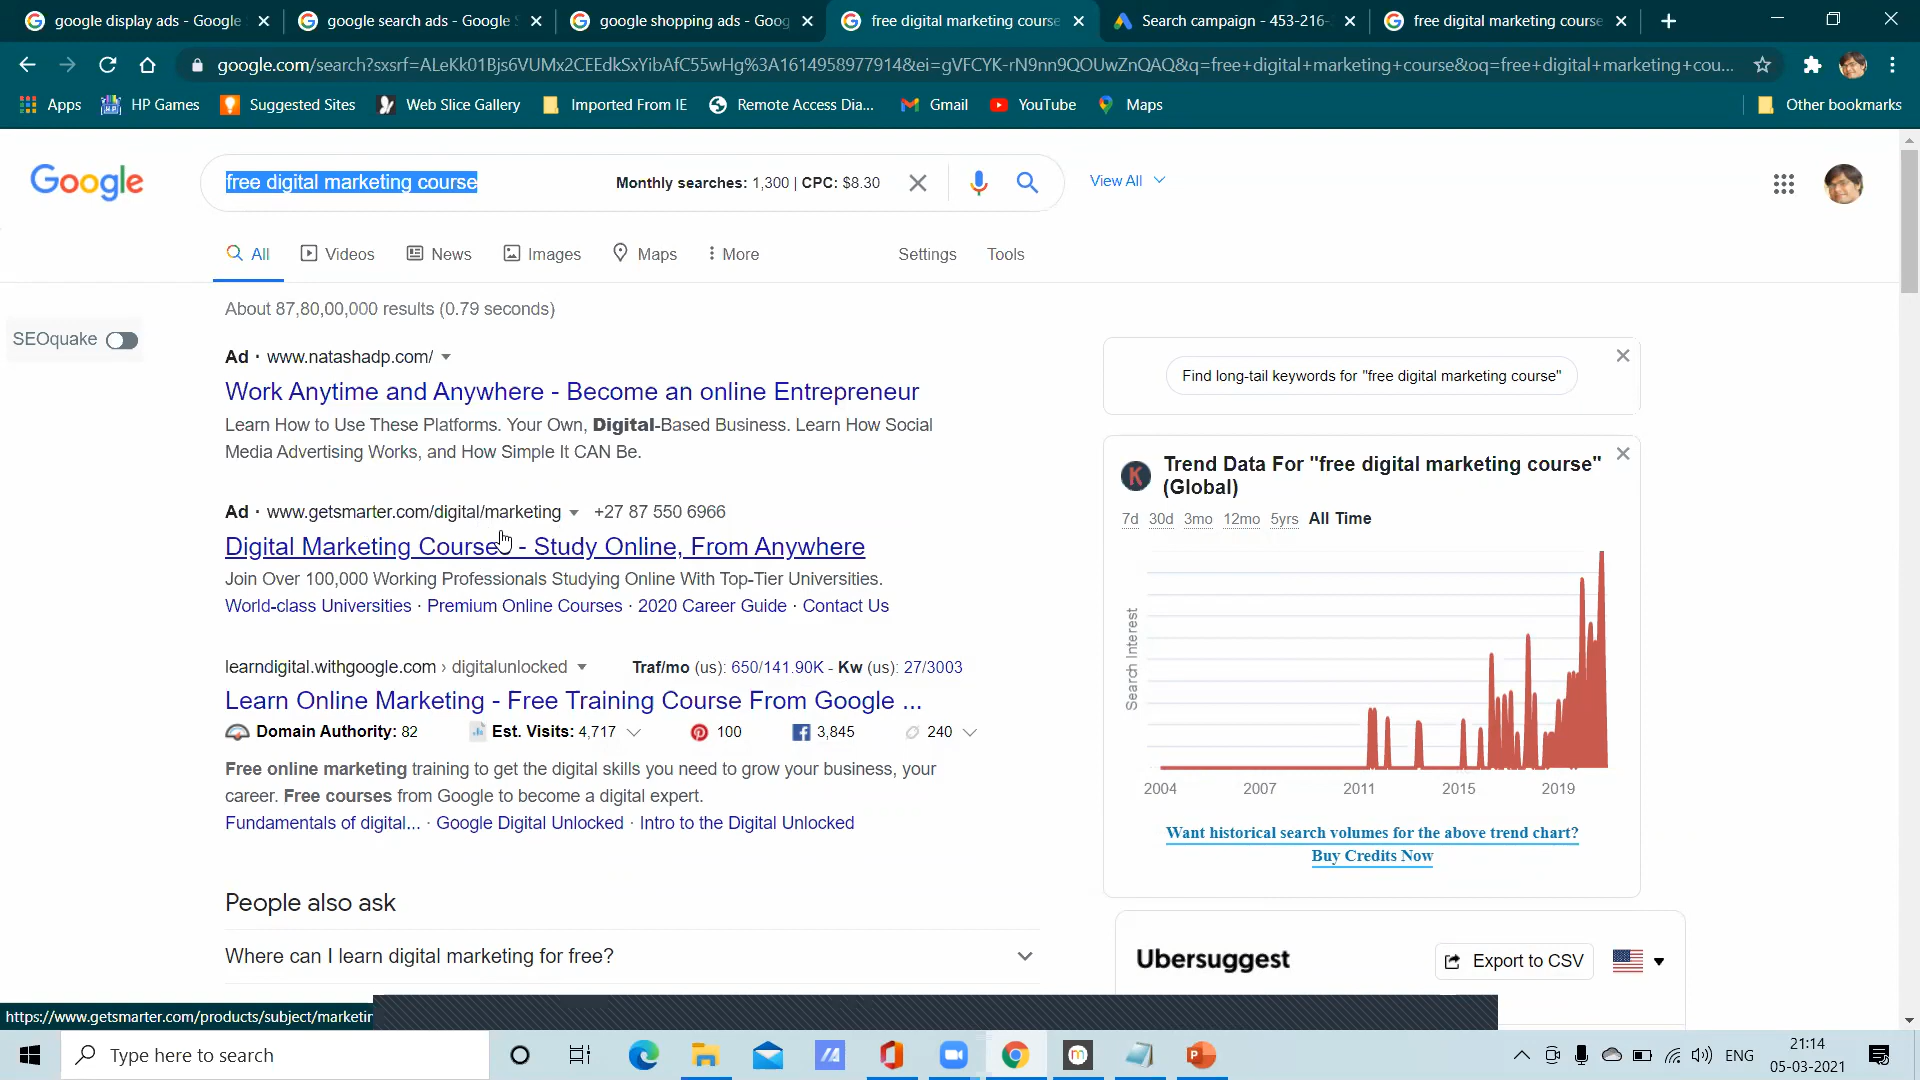 google display ads - Google
google search ads - Google S
google shopping ads - Goog
free digital marketing course
Search campaign - 453-216-
free digital marketing course
google.com/search?sxsrf=ALeKk01Bjs6VUMx2CEEdkSxYibAfC55wHg%3A1614958977914&ei=gVFCYK-rN9nn9QOUwZnQAQ&q=free+digital+marketing+course&oq=free+digital+marketing+cou...
Apps
HP Games
Suggested Sites
Web Slice Gallery
Imported From IE
Remote Access Dia...
Gmail
YouTube
Maps
Other bookmarks
Google
free digital marketing course
Monthly searches: 1,300 | CPC: $8.30
View All
All
Videos
News
Images
Maps
More
Settings
Tools
About 87,80,00,000 results (0.79 seconds)
SEOquake
Ad · www.natashadp.com/
Work Anytime and Anywhere - Become an online Entrepreneur
Learn How to Use These Platforms. Your Own, Digital-Based Business. Learn How Social
Media Advertising Works, and How Simple It CAN Be.
Ad · www.getsmarter.com/digital/marketing +27 87 550 6966
Digital Marketing Courses - Study Online, From Anywhere
Join Over 100,000 Working Professionals Studying Online With Top-Tier Universities.
World-class Universities · Premium Online Courses · 2020 Career Guide · Contact Us
learndigital.withgoogle.com › digitalunlocked
Traf/mo (us): 650/141.90K - Kw (us): 27/3003
Learn Online Marketing - Free Training Course From Google ...
Domain Authority: 82
Est. Visits: 4,717
100
3,845
240
Free online marketing training to get the digital skills you need to grow your business, your
career. Free courses from Google to become a digital expert.
Fundamentals of digital... · Google Digital Unlocked · Intro to the Digital Unlocked
People also ask
Where can I learn digital marketing for free?
Find long-tail keywords for "free digital marketing course"
K
Trend Data For "free digital marketing course"
(Global)
7d 30d 3mo 12mo 5yrs All Time
Search Interest
2004 2007 2011 2015 2019
Want historical search volumes for the above trend chart?
Buy Credits Now
Ubersuggest
Export to CSV
https://www.getsmarter.com/products/subject/marketin
Type here to search
ENG
21:14
05-03-2021